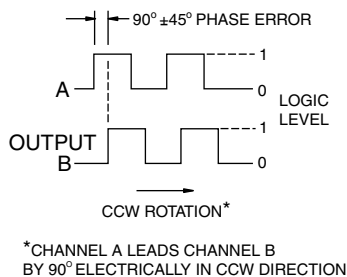 90° ±45° PHASE ERROR
1
A
0
LOGIC
LEVEL
1
OUTPUT
B
0
CCW ROTATION*
*CHANNEL A LEADS CHANNEL B
BY 90° ELECTRICALLY IN CCW DIRECTION